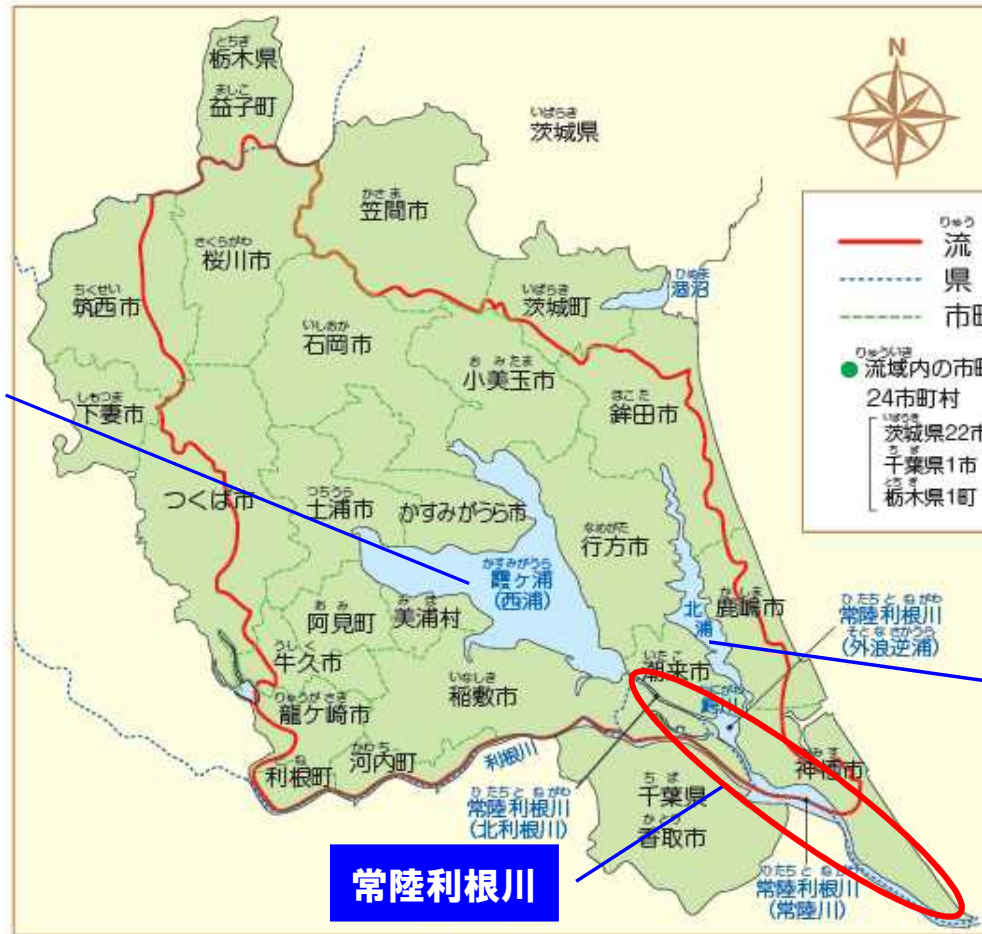 とちぎ
栃木県
ましこ
益子町
いばらき
茨城県
N
かさま
笠間市
さくらがわ
桜川市
ちくせい
筑西市
いしおか
石岡市
いばらき
茨城町
ひぬま
涸沼
おみたま
小美玉市
ほこた
鉾田市
しもつま
下妻市
りゅう
流
県
市町
りゅういき
流域内の市町
24市町村
いばらき
茨城県22市
ちば
千葉県1市
とちぎ
栃木県1町
つくば市
つちうら
土浦市
かすみがうら市
なめがた
行方市
かすみがうら
霞ヶ浦
(西浦)
北浦
鹿嶋市
ひたちとねがわ
常陸利根川
そとなさかうら
(外浪逆浦)
あみ
阿見町
みほ
美浦村
うしく
牛久市
いなしき
稲敷市
いたこ
潮来市
りゅうがさき
龍ケ崎市
かわち
河内町
利根町
利根川
神栖市
ひたちとねがわ
常陸利根川
(北利根川)
ちば
千葉県
かとり
香取市
常陸利根川
常陸利根川
(常陸川)